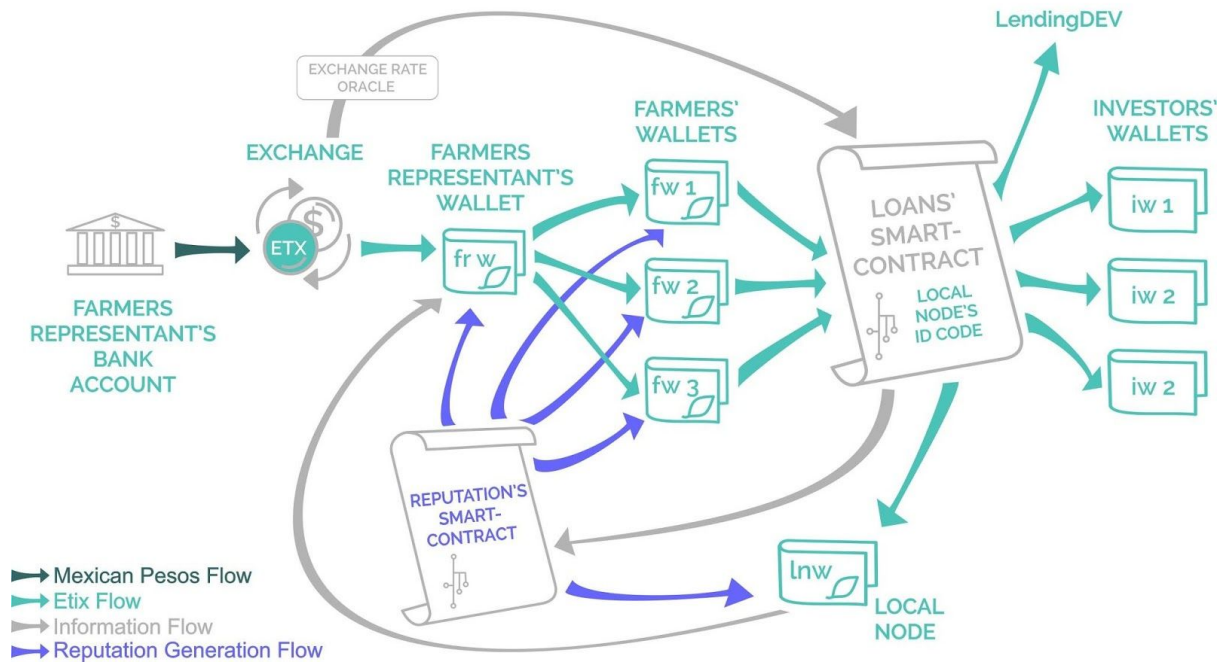 LendingDEV
EXCHANGE RATE
ORACLE
FARMERS'
WALLETS
INVESTORS'
WALLETS
EXCHANGE
FARMERS
REPRESENTANT'S
WALLET
fw 1
LOANS'
SMART-
CONTRACT
iw 1
$
$
ETX
fr w
fw 2
LOCAL
NODE'S
ID CODE
iw 2
FARMERS
REPRESENTANT'S
BANK
ACCOUNT
fw 3
iw 2
REPUTATION'S
SMART-
CONTRACT
lnw
LOCAL
NODE
Mexican Pesos Flow
Etix Flow
Information Flow
Reputation Generation Flow